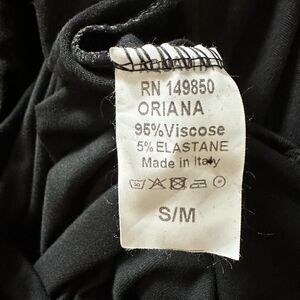 RN 149850
ORIANA
95%Viscose
5% ELASTANE
Made in Italy
S/M